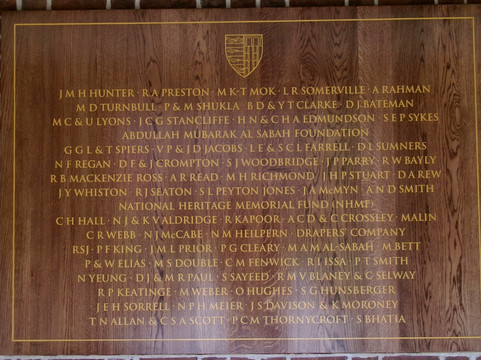 J M H HUNTER · R A PRESTON · M K-T MOK · L R SOMERVILLE · A RAHMAN
M D TURNBULL · P & M SHUKLA · B D & Y T CLARKE · D J BATEMAN
M C & U LYONS · J C G STANCLIFFE · H N & C H A EDMUNDSON · S E P SYKES
ABDULLAH MUBARAK AL SABAH FOUNDATION
G G L & T SPIERS · V P & J D JACOBS · L E & S C L FARRELL · D L SUMNERS
N F REGAN · D F & J CROMPTON · S J WOODBRIDGE · J P PARRY · R W BAYLY
R B MACKENZIE ROSS · A R READ · M H RICHMOND · J H P STUART · D A REW
J Y WHISTON · R J SEATON · S L PEYTON JONES · J A McMYN · A N D SMITH
NATIONAL HERITAGE MEMORIAL FUND (NHMF)
C H HALL · N J & K YALDRIDGE · R KAPOOR · A C D & C CROSSLEY · MALIN
C R WEBB · N J McCABE · N M HEILPERN · DRAPERS' COMPANY
RSJ · P F KING · J M L PRIOR · P G CLEARY · M A M AL-SABAH · M BETT
P & W ELIAS · M S DOUBLE · C M FENWICK · R I ISSA · P T SMITH
N YEUNG · D J & M R PAUL · S SAYEED · R M V BLANEY & C SELWAY
R P KEATINGE · M WEBER · O HUGHES · S G HUNSBERGER
J E H SORRELL · N P H MEIER · J S DAVISON & K MORONEY
T N ALLAN & C S A SCOTT · P C M THORNYCROFT · S BHATIA